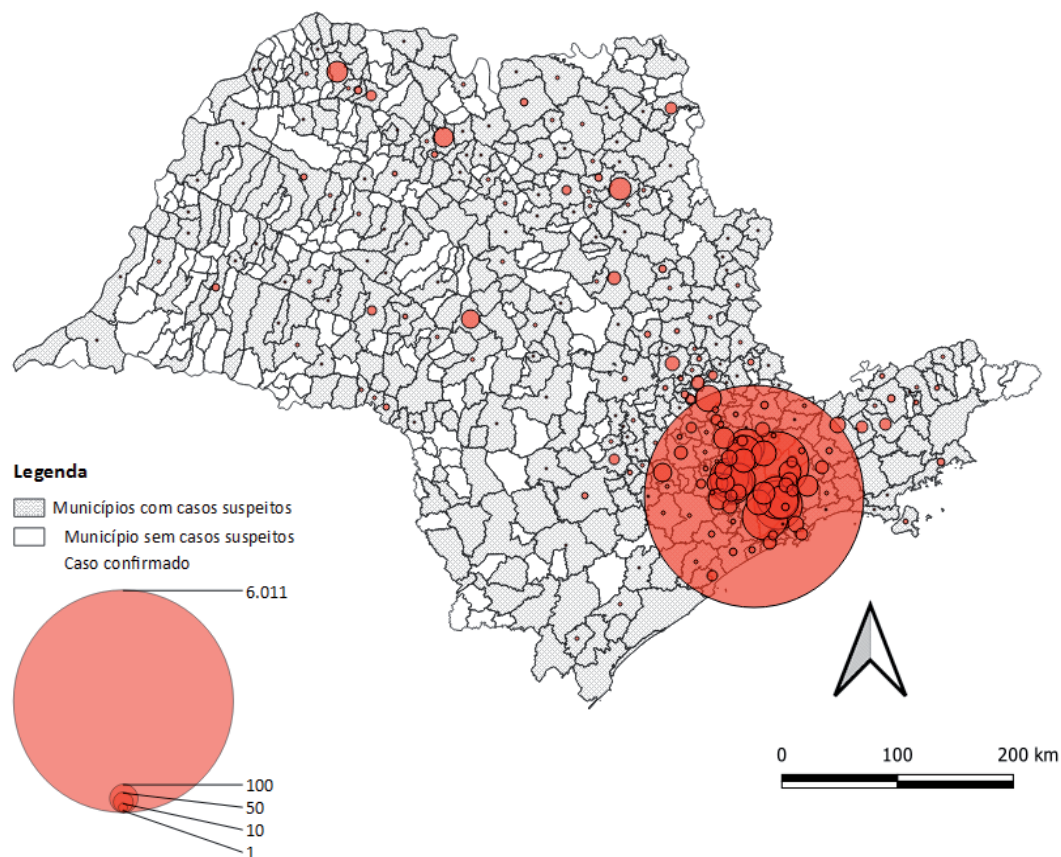 Legenda
Municípios com casos suspeitos
Município sem casos suspeitos
Caso confirmado
6.011
100
50
10
1
0 100 200 km